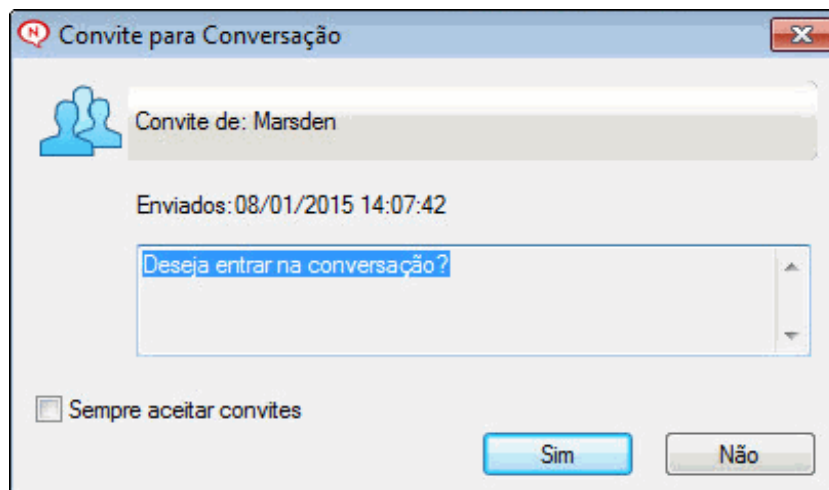 N Convite para Conversação
Convite de: Marsden
Enviados: 08/01/2015 14:07:42
Deseja entrar na conversação?
Sempre aceitar convites
Sim Não